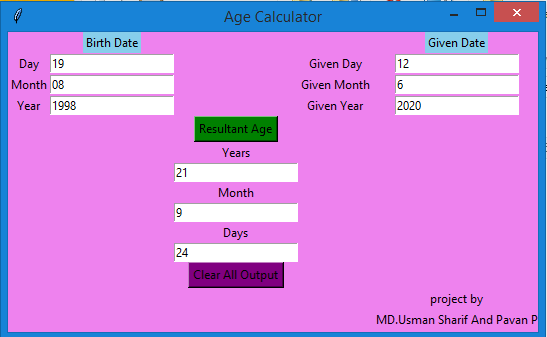 Age Calculator
Birth Date Given Date
Day 19 Given Day 12
Month 08 Given Month 6
Year 1998 Given Year 2020
Resultant Age
Years
21
Month
9
Days
24
Clear All Output
project by
MD.Usman Sharif And Pavan P